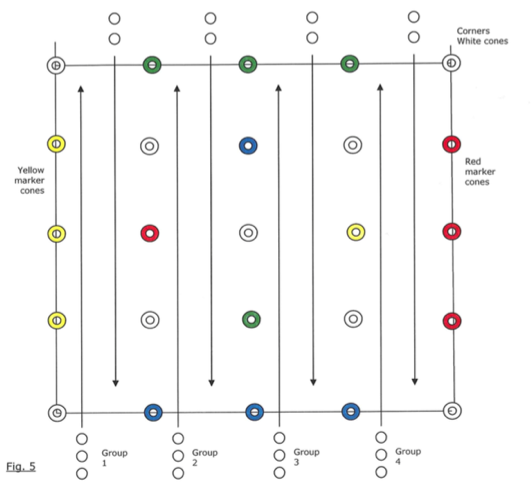 Corners
White cones
Yellow
marker
cones
Red
marker
cones
Group
1
Group
2
Group
3
Group
4
Fig. 5